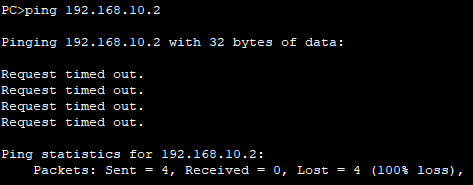 PC>ping 192.168.10.2
Pinging 192.168.10.2 with 32 bytes of data:
Request timed out.
Request timed out.
Request timed out.
Request timed out.
Ping statistics for 192.168.10.2:
Packets: Sent = 4, Received = 0, Lost = 4 (100% loss),